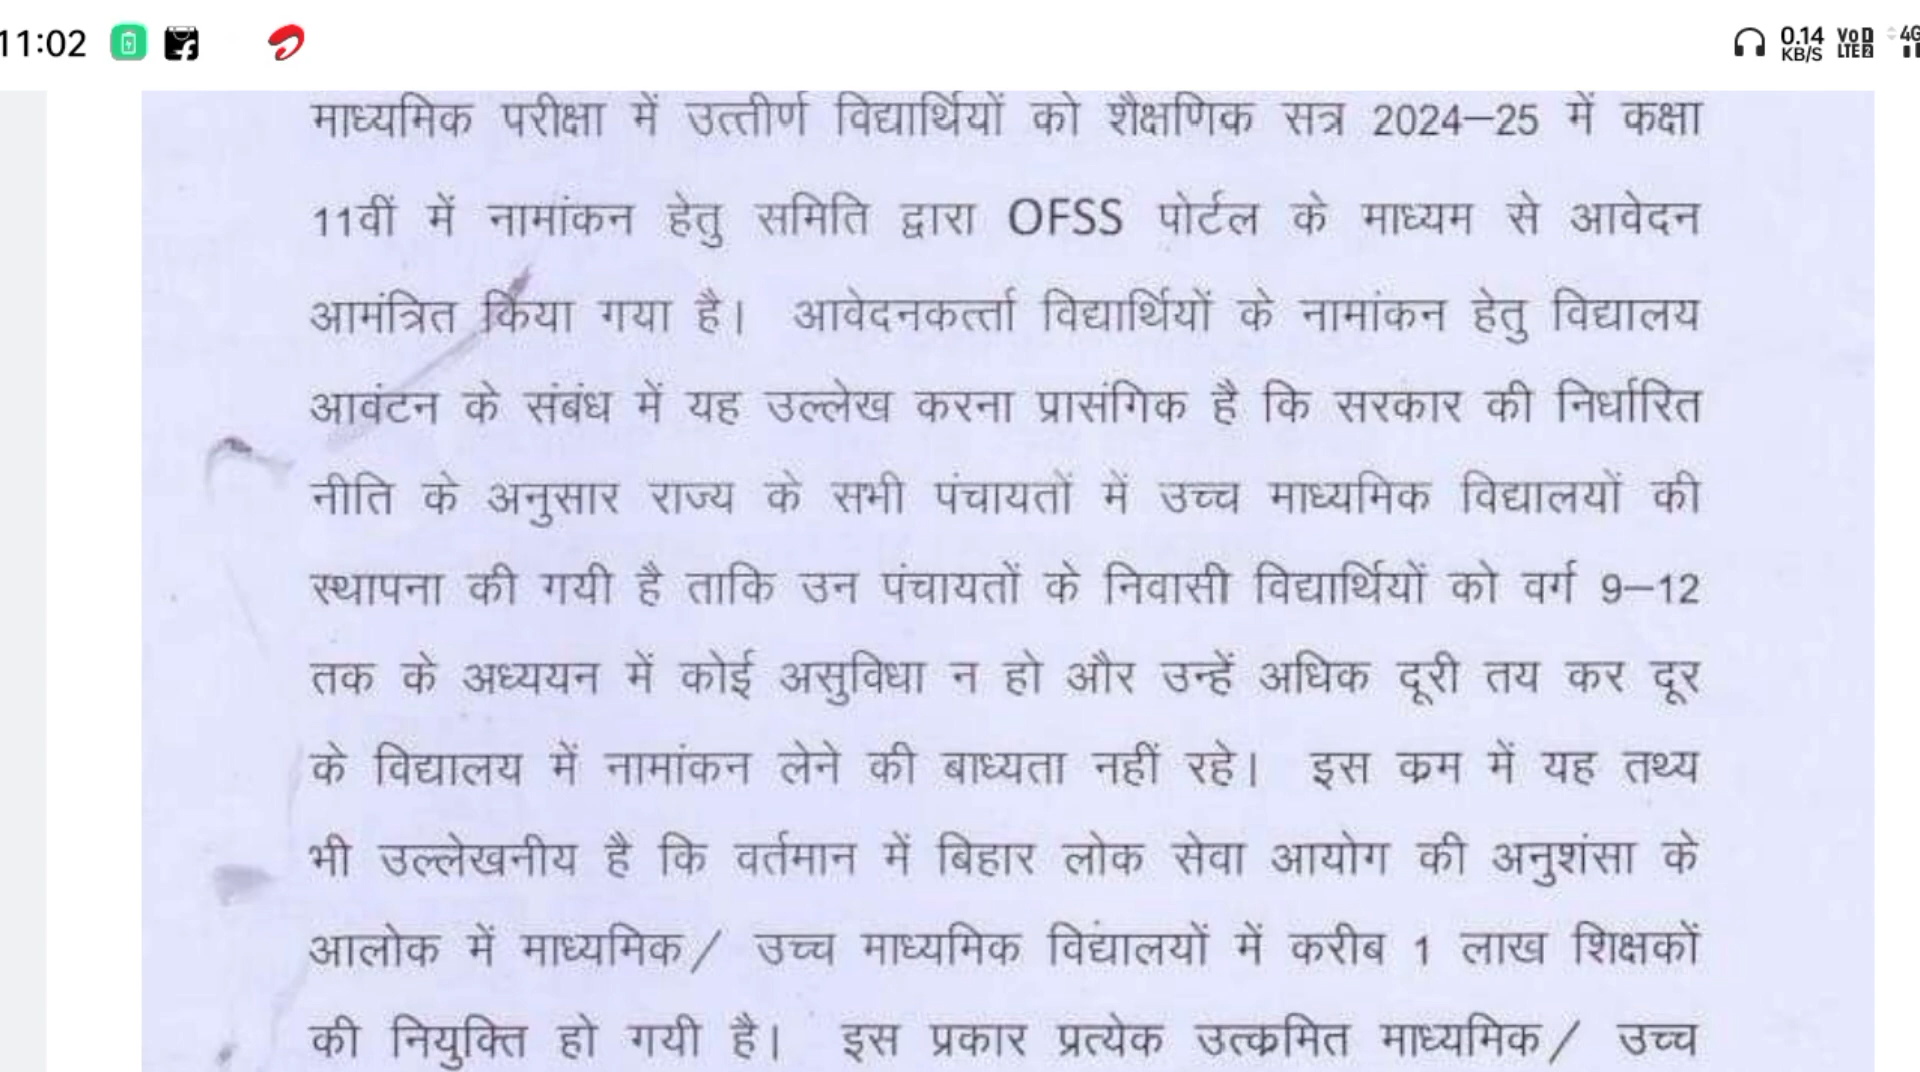 11:02 0.14 KB/S VoD LTE2 4G
माध्यमिक परीक्षा में उत्तीर्ण विद्यार्थियों को शैक्षणिक सत्र 2024–25 में कक्षा
11वीं में नामांकन हेतु समिति द्वारा OFSS पोर्टल के माध्यम से आवेदन
आमंत्रित किया गया है। आवेदनकर्त्ता विद्यार्थियों के नामांकन हेतु विद्यालय
आवंटन के संबंध में यह उल्लेख करना प्रासंगिक है कि सरकार की निर्धारित
नीति के अनुसार राज्य के सभी पंचायतों में उच्च माध्यमिक विद्यालयों की
स्थापना की गयी है ताकि उन पंचायतों के निवासी विद्यार्थियों को वर्ग 9–12
तक के अध्ययन में कोई असुविधा न हो और उन्हें अधिक दूरी तय कर दूर
के विद्यालय में नामांकन लेने की बाध्यता नहीं रहे। इस क्रम में यह तथ्य
भी उल्लेखनीय है कि वर्तमान में बिहार लोक सेवा आयोग की अनुशंसा के
आलोक में माध्यमिक/ उच्च माध्यमिक विद्यालयों में करीब 1 लाख शिक्षकों
की नियुक्ति हो गयी है। इस प्रकार प्रत्येक उत्क्रमित माध्यमिक/ उच्च